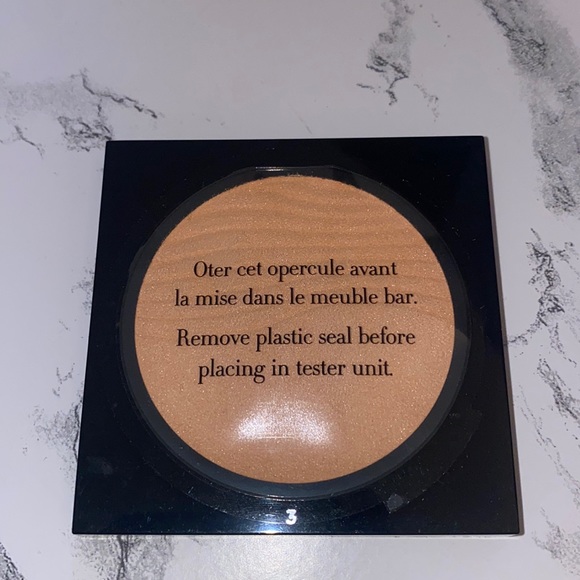 Oter cet opercule avant
la mise dans le meuble bar.
Remove plastic seal before
placing in tester unit.
3